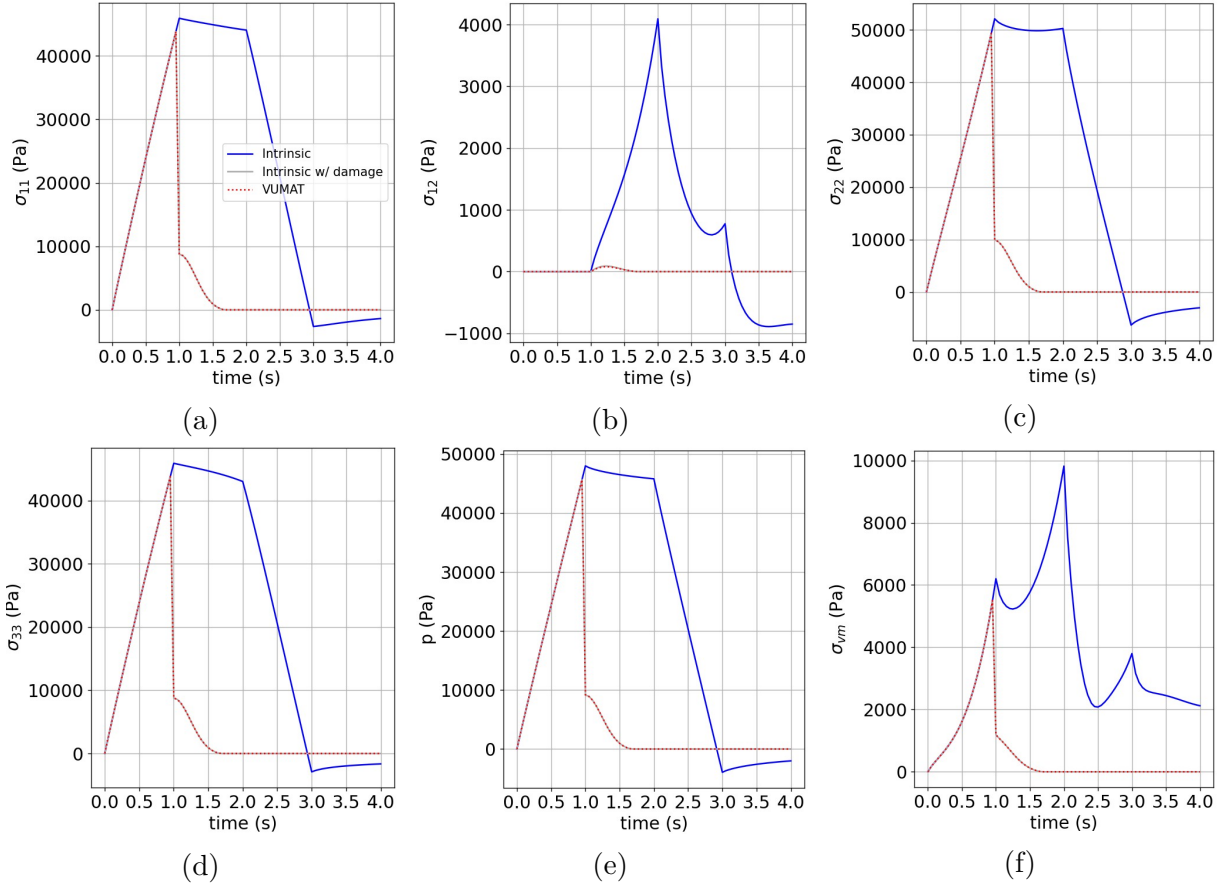 40000
30000
20000
10000
0
σ11 (Pa)
Intrinsic
Intrinsic w/ damage
VUMAT
0.0 0.5 1.0 1.5 2.0 2.5 3.0 3.5 4.0
time (s)
(a)
4000
3000
2000
1000
0
−1000
σ12 (Pa)
0.0 0.5 1.0 1.5 2.0 2.5 3.0 3.5 4.0
time (s)
(b)
50000
40000
30000
20000
10000
0
σ22 (Pa)
0.0 0.5 1.0 1.5 2.0 2.5 3.0 3.5 4.0
time (s)
(c)
40000
30000
20000
10000
0
σ33 (Pa)
0.0 0.5 1.0 1.5 2.0 2.5 3.0 3.5 4.0
time (s)
(d)
50000
40000
30000
20000
10000
0
p (Pa)
0.0 0.5 1.0 1.5 2.0 2.5 3.0 3.5 4.0
time (s)
(e)
10000
8000
6000
4000
2000
0
σvm (Pa)
0.0 0.5 1.0 1.5 2.0 2.5 3.0 3.5 4.0
time (s)
(f)